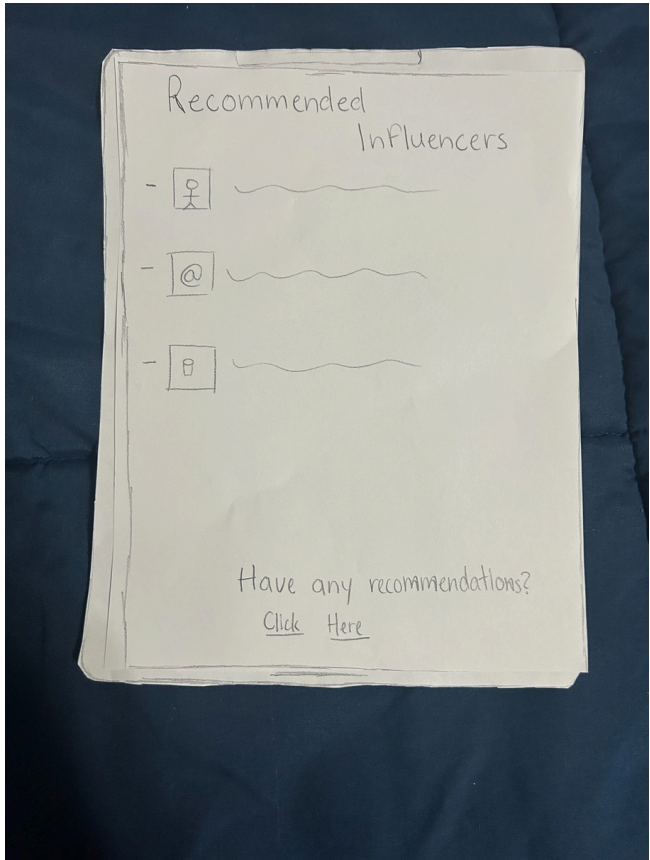 Recommended
Influencers
-
- @
-
Have any recommendations?
Click Here